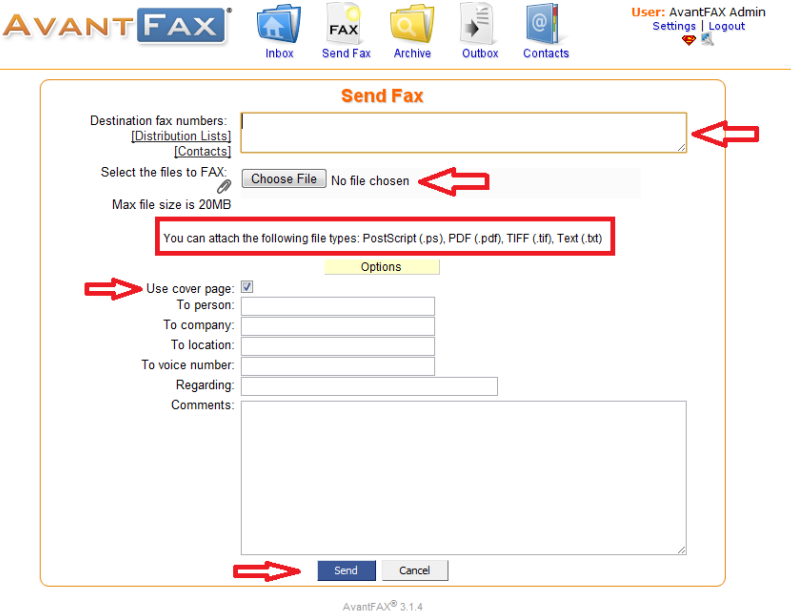 AVANTFAX®
Inbox
FAX
Send Fax
Archive
Outbox
@
Contacts
User: AvantFAX Admin
Settings | Logout
Send Fax
Destination fax numbers:
[Distribution Lists]
[Contacts]
Select the files to FAX:
Choose File No file chosen
Max file size is 20MB
You can attach the following file types: PostScript (.ps), PDF (.pdf), TIFF (.tif), Text (.txt)
Options
Use cover page:
To person:
To company:
To location:
To voice number:
Regarding:
Comments:
Send Cancel
AvantFAX® 3.1.4